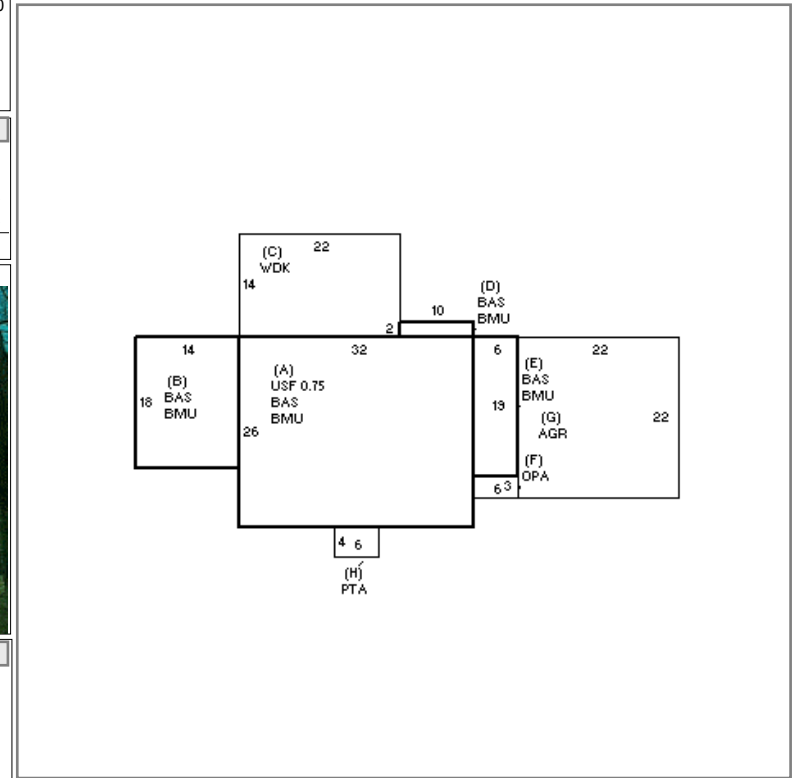 (C)
WDK
22
14
(D)
BAS
BMU
10
2
14
32
6
22
(B)
BAS
BMU
18
(A)
USF 0.75
BAS
BMU
26
(E)
BAS
BMU
19
(G)
AGR
22
(F)
OPA
6
3
4
6
(H)
PTA